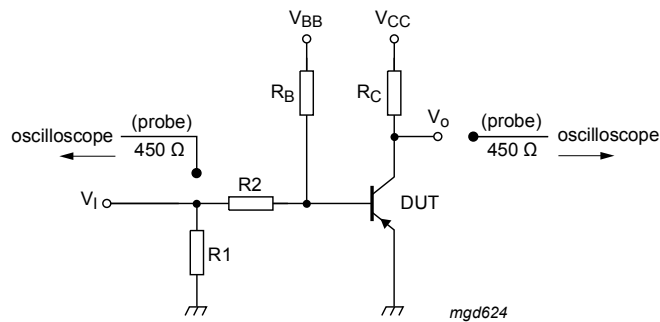 VBB
VCC
RB
RC
Vo
(probe)
450 Ω
oscilloscope
(probe)
450 Ω
oscilloscope
R2
VI
DUT
R1
mgd624